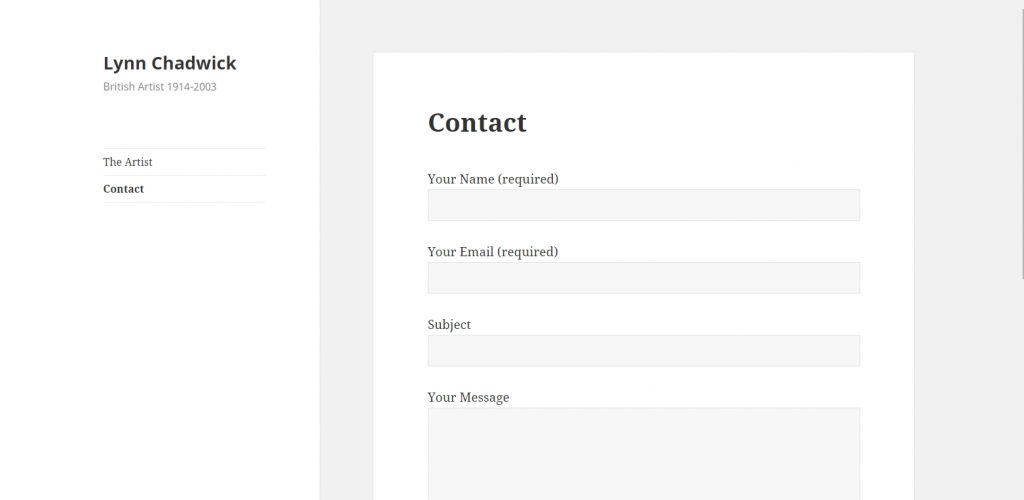 Lynn Chadwick
British Artist 1914-2003
The Artist
Contact
Contact
Your Name (required)
Your Email (required)
Subject
Your Message